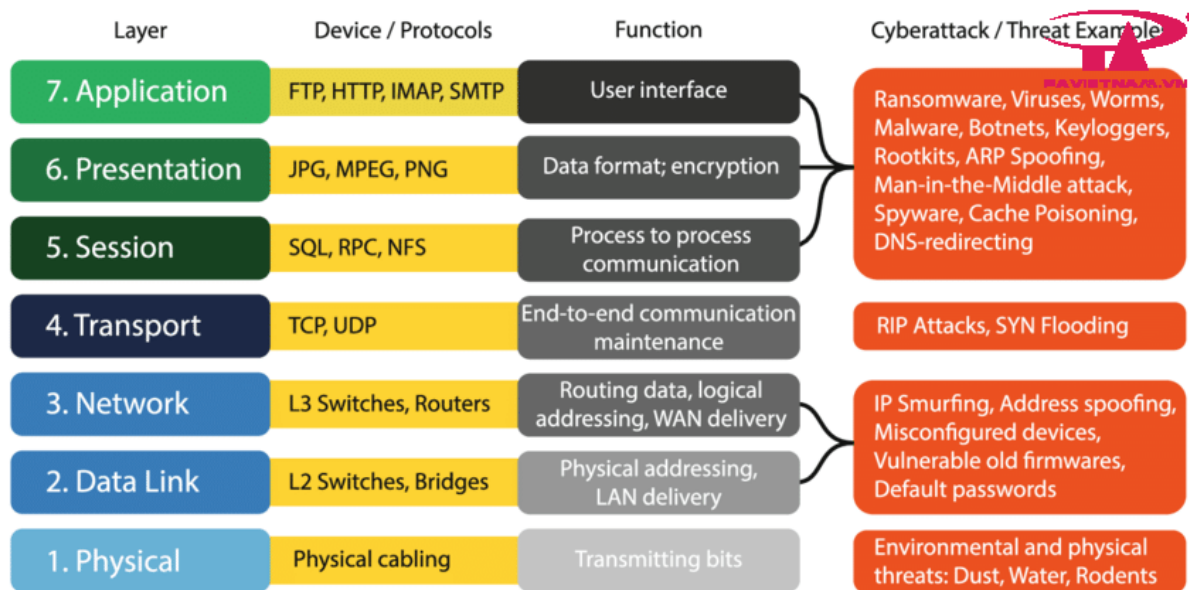 Layer
Device / Protocols
Function
Cyberattack / Threat Example
PAVIETNAM.VN
7. Application
FTP, HTTP, IMAP, SMTP
User interface
6. Presentation
JPG, MPEG, PNG
Data format; encryption
5. Session
SQL, RPC, NFS
Process to process
communication
Ransomware, Viruses, Worms,
Malware, Botnets, Keyloggers,
Rootkits, ARP Spoofing,
Man-in-the-Middle attack,
Spyware, Cache Poisoning,
DNS-redirecting
4. Transport
TCP, UDP
End-to-end communication
maintenance
RIP Attacks, SYN Flooding
3. Network
L3 Switches, Routers
Routing data, logical
addressing, WAN delivery
2. Data Link
L2 Switches, Bridges
Physical addressing,
LAN delivery
IP Smurfing, Address spoofing,
Misconfigured devices,
Vulnerable old firmwares,
Default passwords
1. Physical
Physical cabling
Transmitting bits
Environmental and physical
threats: Dust, Water, Rodents